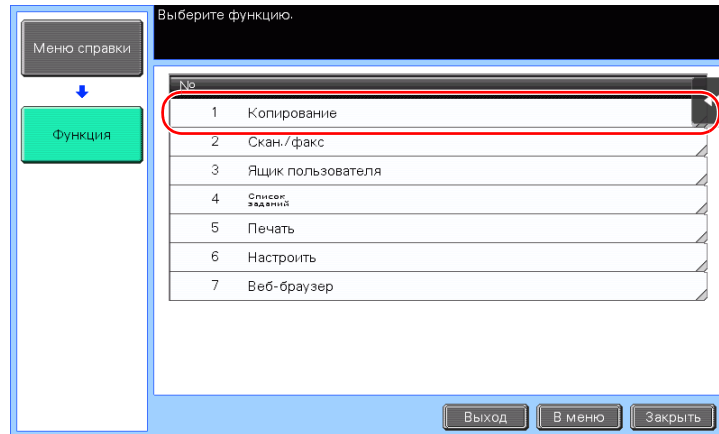 Выберите функцию.
Меню справки
Функция
№
1 Копирование
2 Скан./факс
3 Ящик пользователя
4 Список
заданий
5 Печать
6 Настроить
7 Веб-браузер
Выход В меню Закрыть